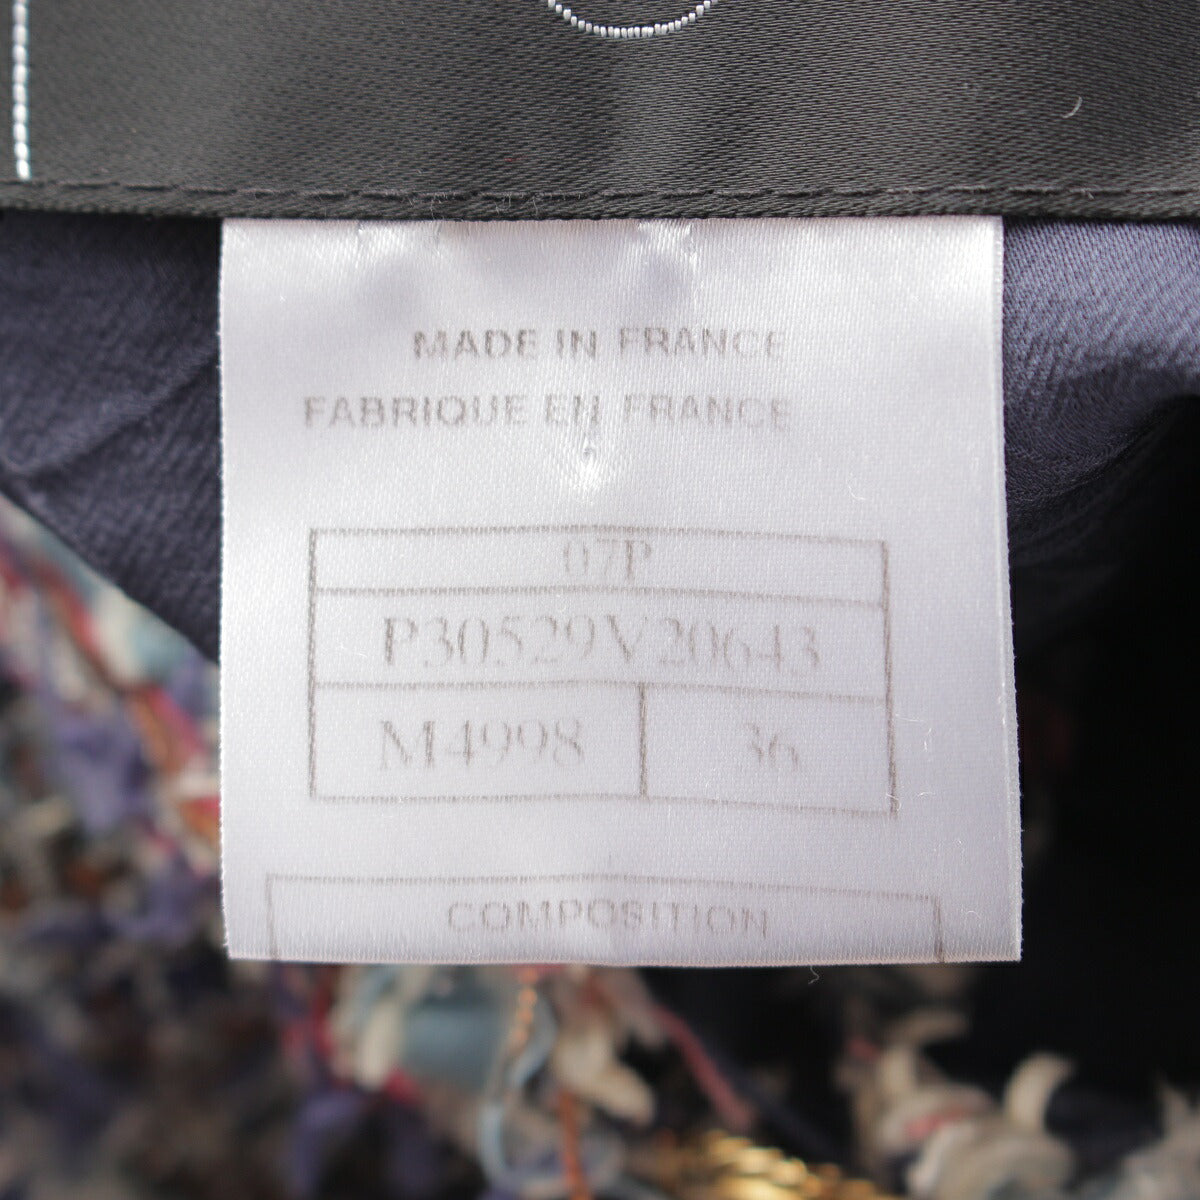 MADE IN FRANCE
FABRIQUE EN FRANCE
07P
P30529V20643
M4998 36
COMPOSITION